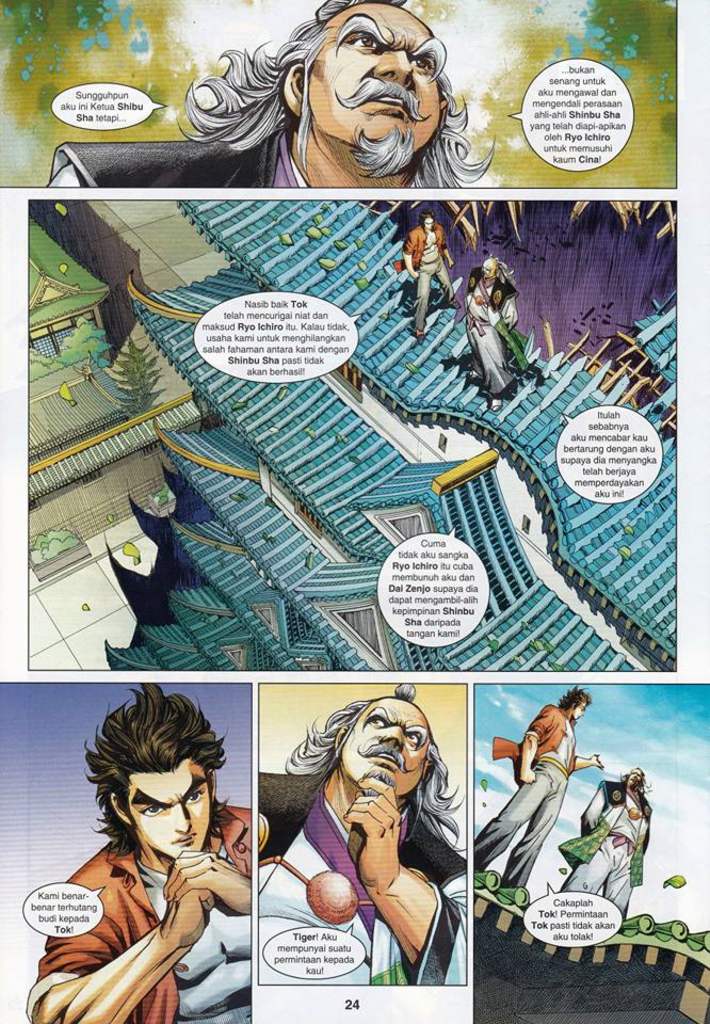 Sungguhpun
aku ini Ketua Shibu
Sha tetapi...
...bukan
senang untuk
aku mengawal dan
mengendali perasaan
ahli-ahli Shinbu Sha
yang telah diapi-apikan
oleh Ryo Ichiro
untuk memusuhi
kaum Cina!
Nasib baik Tok
telah mencurigai niat dan
maksud Ryo Ichiro itu. Kalau tidak,
usaha kami untuk menghilangkan
salah fahaman antara kami dengan
Shinbu Sha pasti tidak
akan berhasil!
Itulah
sebabnya
aku mencabar kau
bertarung dengan aku
supaya dia menyangka
telah berjaya
memperdayakan
aku ini!
Cuma
tidak aku sangka
Ryo Ichiro itu cuba
membunuh aku dan
Dai Zenjo supaya dia
dapat mengambil-alih
kepimpinan Shinbu
Sha daripada
tangan kami!
Kami benar-
benar terhutang
budi kepada
Tok!
Tiger! Aku
mempunyai suatu
permintaan kepada
kau!
Cakaplah
Tok! Permintaan
Tok pasti tidak akan
aku tolak!
24